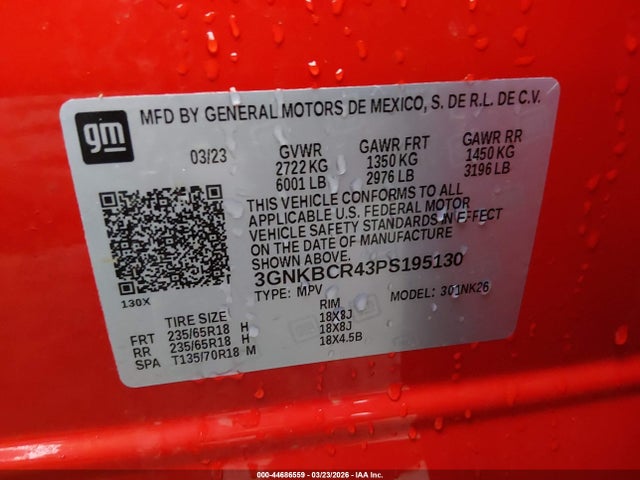 gm
MFD BY GENERAL MOTORS DE MEXICO, S. DE R.L. DE C.V.
03/23 GVWR GAWR FRT GAWR RR
2722 KG 1350 KG 1450 KG
6001 LB 2976 LB 3196 LB
THIS VEHICLE CONFORMS TO ALL
APPLICABLE U.S. FEDERAL MOTOR
VEHICLE SAFETY STANDARDS IN EFFECT
ON THE DATE OF MANUFACTURE
SHOWN ABOVE.
3GNKBCR43PS195130
130X TYPE: MPV MODEL: 301NK26
TIRE SIZE RIM
FRT 235/65R18 H 18X8J
RR 235/65R18 H 18X8J
SPA T135/70R18 M 18X4.5B
000-44686559 | 03/23/2026 | IAA Inc.